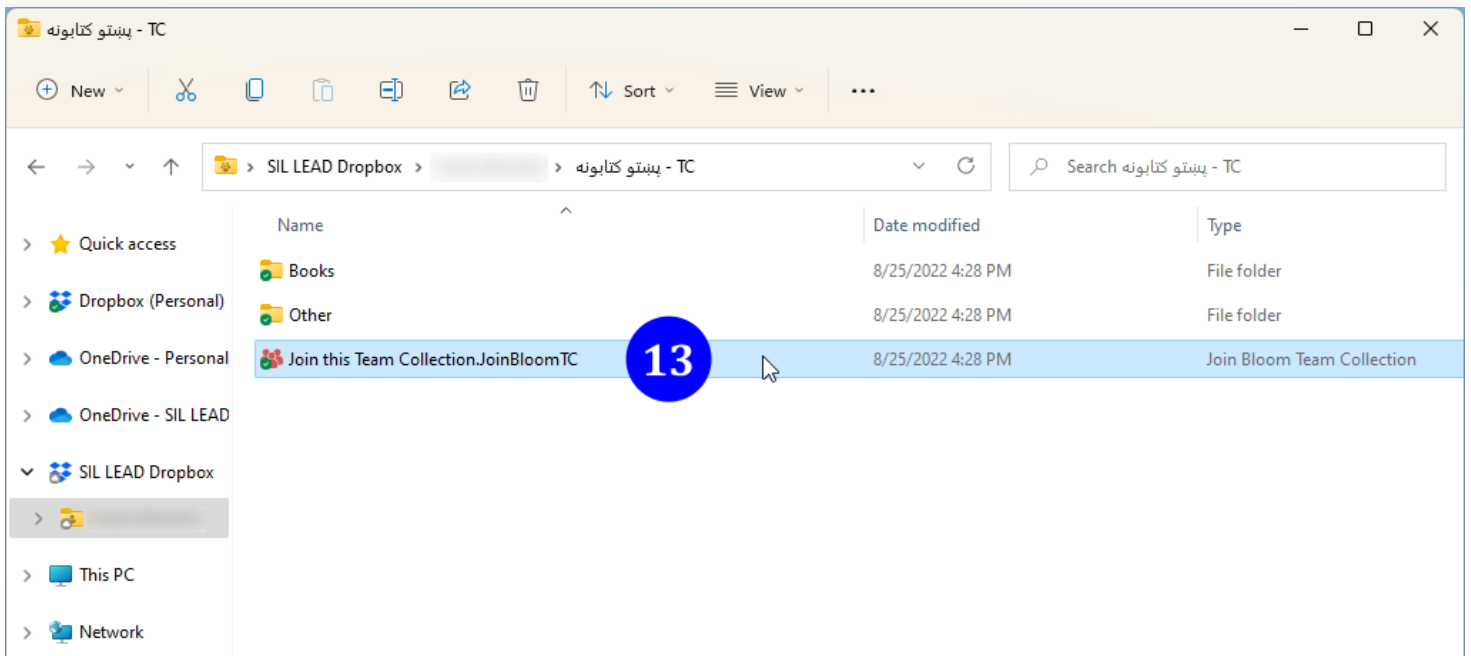 پښتو کتابونه - TC
New Sort View
SIL LEAD Dropbox پښتو کتابونه - TC Search پښتو کتابونه - TC
Name Date modified Type
Quick access
Books 8/25/2022 4:28 PM File folder
Dropbox (Personal)
Other 8/25/2022 4:28 PM File folder
OneDrive - Personal
Join this Team Collection.JoinBloomTC 13 8/25/2022 4:28 PM Join Bloom Team Collection
OneDrive - SIL LEAD
SIL LEAD Dropbox
This PC
Network